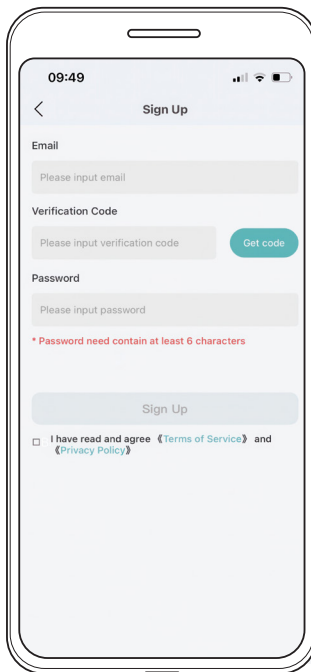 09:49
Sign Up
Email
Please input email
Verification Code
Please input verification code
Get code
Password
Please input password
* Password need contain at least 6 characters
Sign Up
I have read and agree 《Terms of Service》 and
《Privacy Policy》